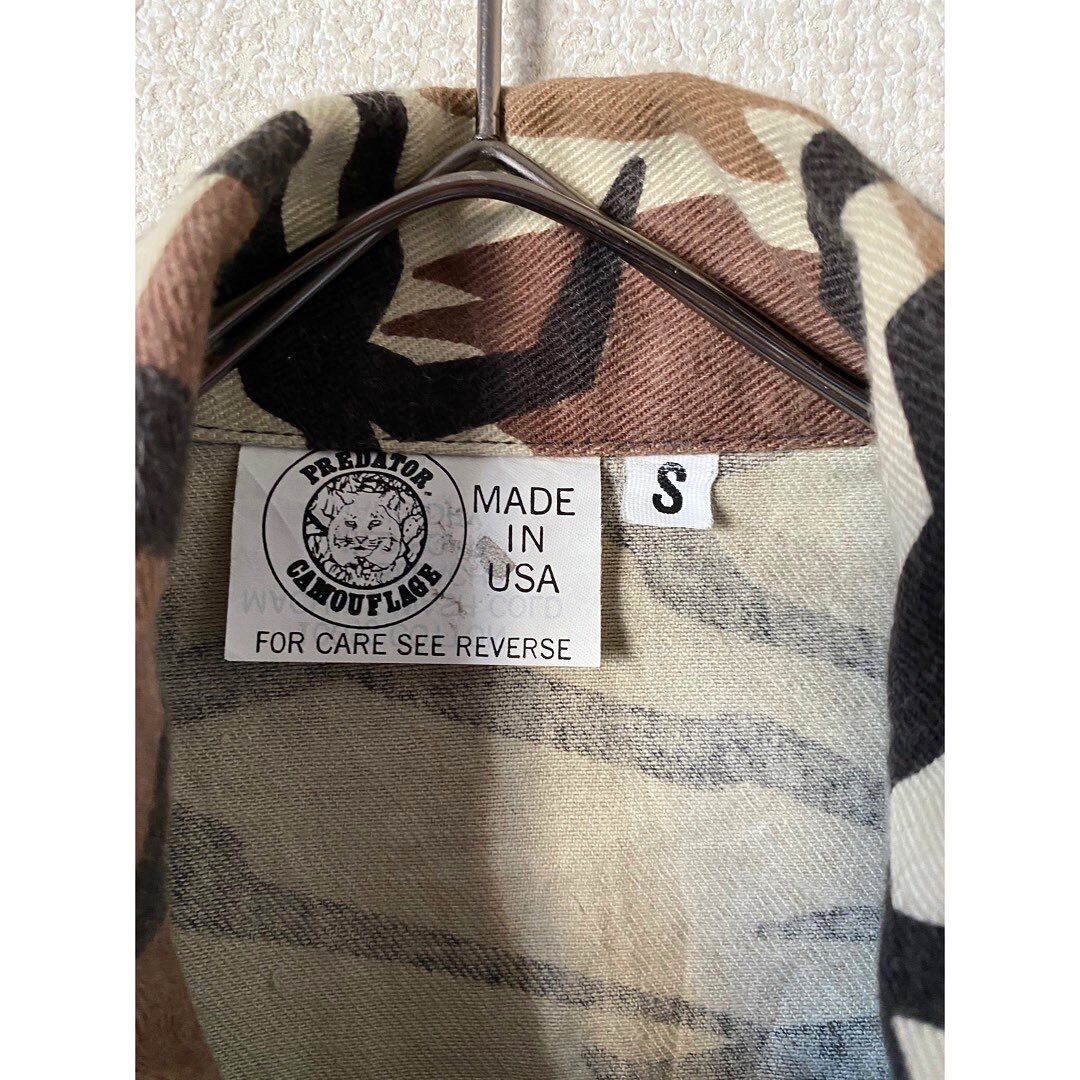 PREDATOR
CAMOUFLAGE
MADE
IN
USA
FOR CARE SEE REVERSE
S